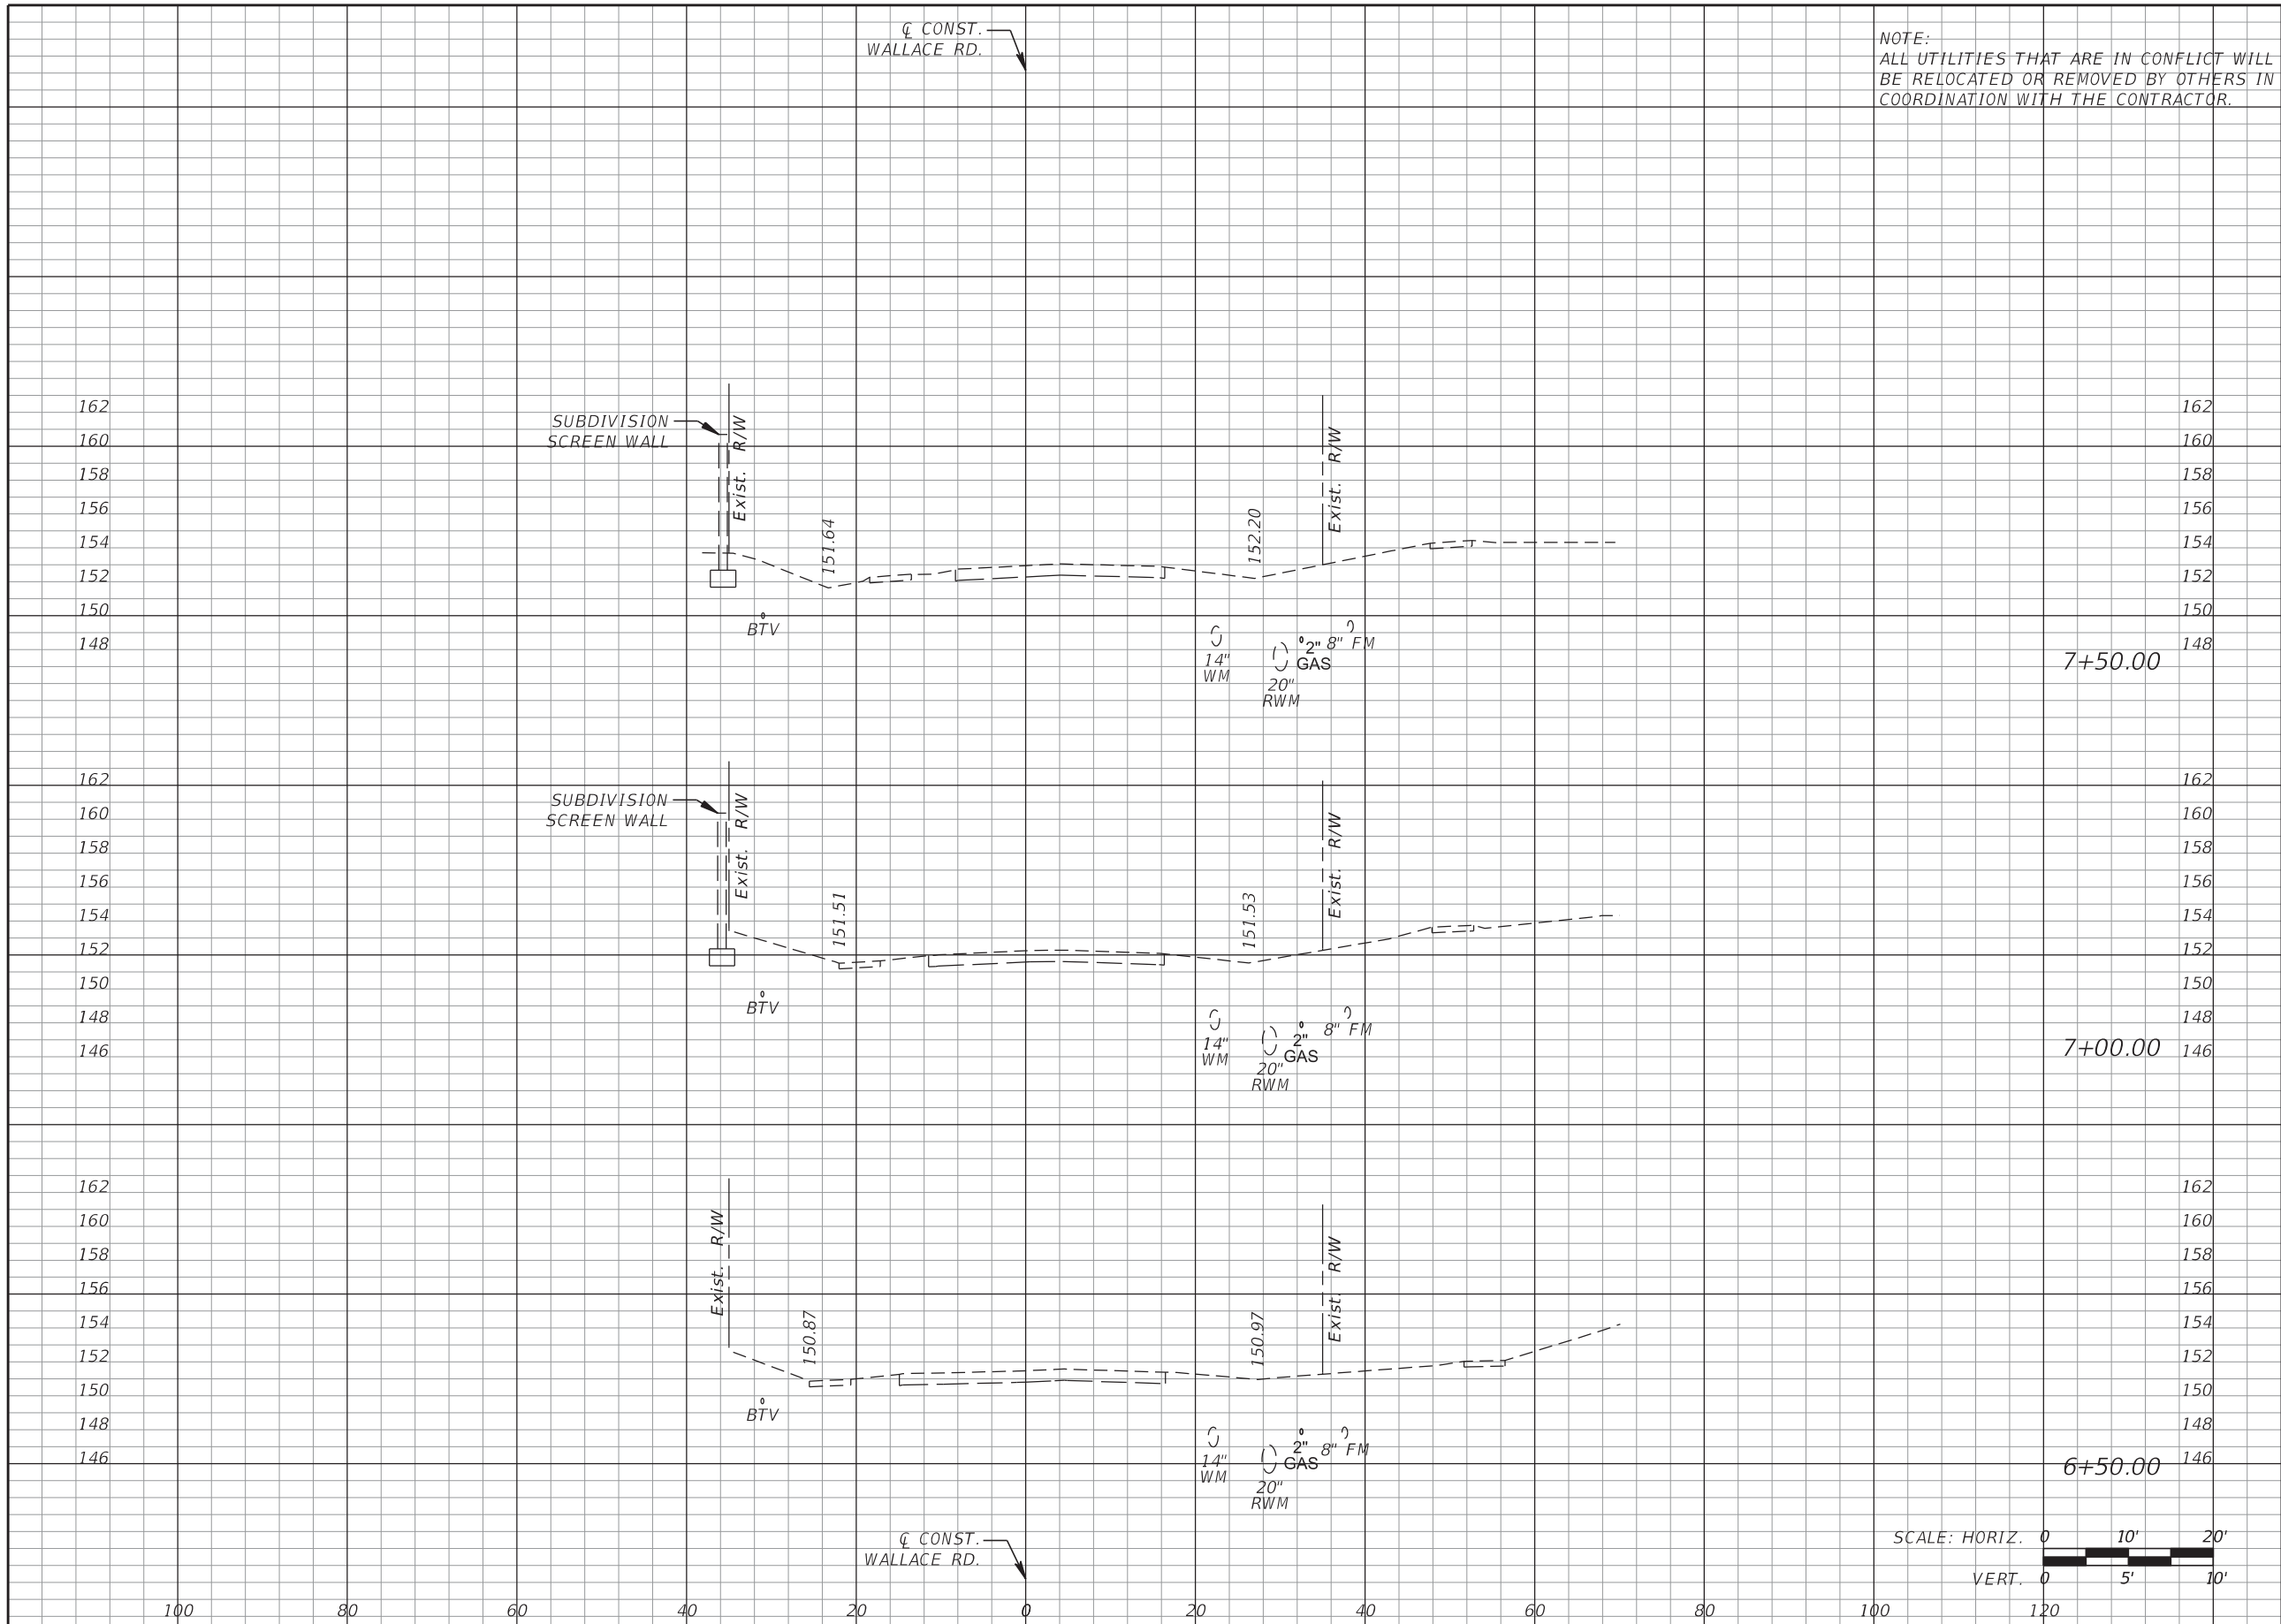 ℄ CONST.
WALLACE RD.
NOTE:
ALL UTILITIES THAT ARE IN CONFLICT WILL
BE RELOCATED OR REMOVED BY OTHERS IN
COORDINATION WITH THE CONTRACTOR.
162
162
SUBDIVISION
SCREEN WALL
Exist. R/W
Exist. R/W
160
160
158
158
156
156
154
151.64
152.20
154
152
152
150
150
BTV
148
14"
WM
20"
RWM
2"
GAS
8" FM
148
7+50.00
162
162
SUBDIVISION
SCREEN WALL
Exist. R/W
Exist. R/W
160
160
158
158
156
156
154
151.51
151.53
154
152
152
150
150
BTV
148
148
14"
WM
20"
RWM
2"
GAS
8" FM
146
7+00.00
146
162
162
Exist. R/W
Exist. R/W
160
160
158
158
156
156
154
150.87
150.97
154
152
152
150
150
BTV
148
148
14"
WM
20"
RWM
2"
GAS
8" FM
146
6+50.00
146
℄ CONST.
WALLACE RD.
SCALE: HORIZ. 0 10' 20'
VERT. 0 5' 10'
100 80 60 40 20 0 20 40 60 80 100 120